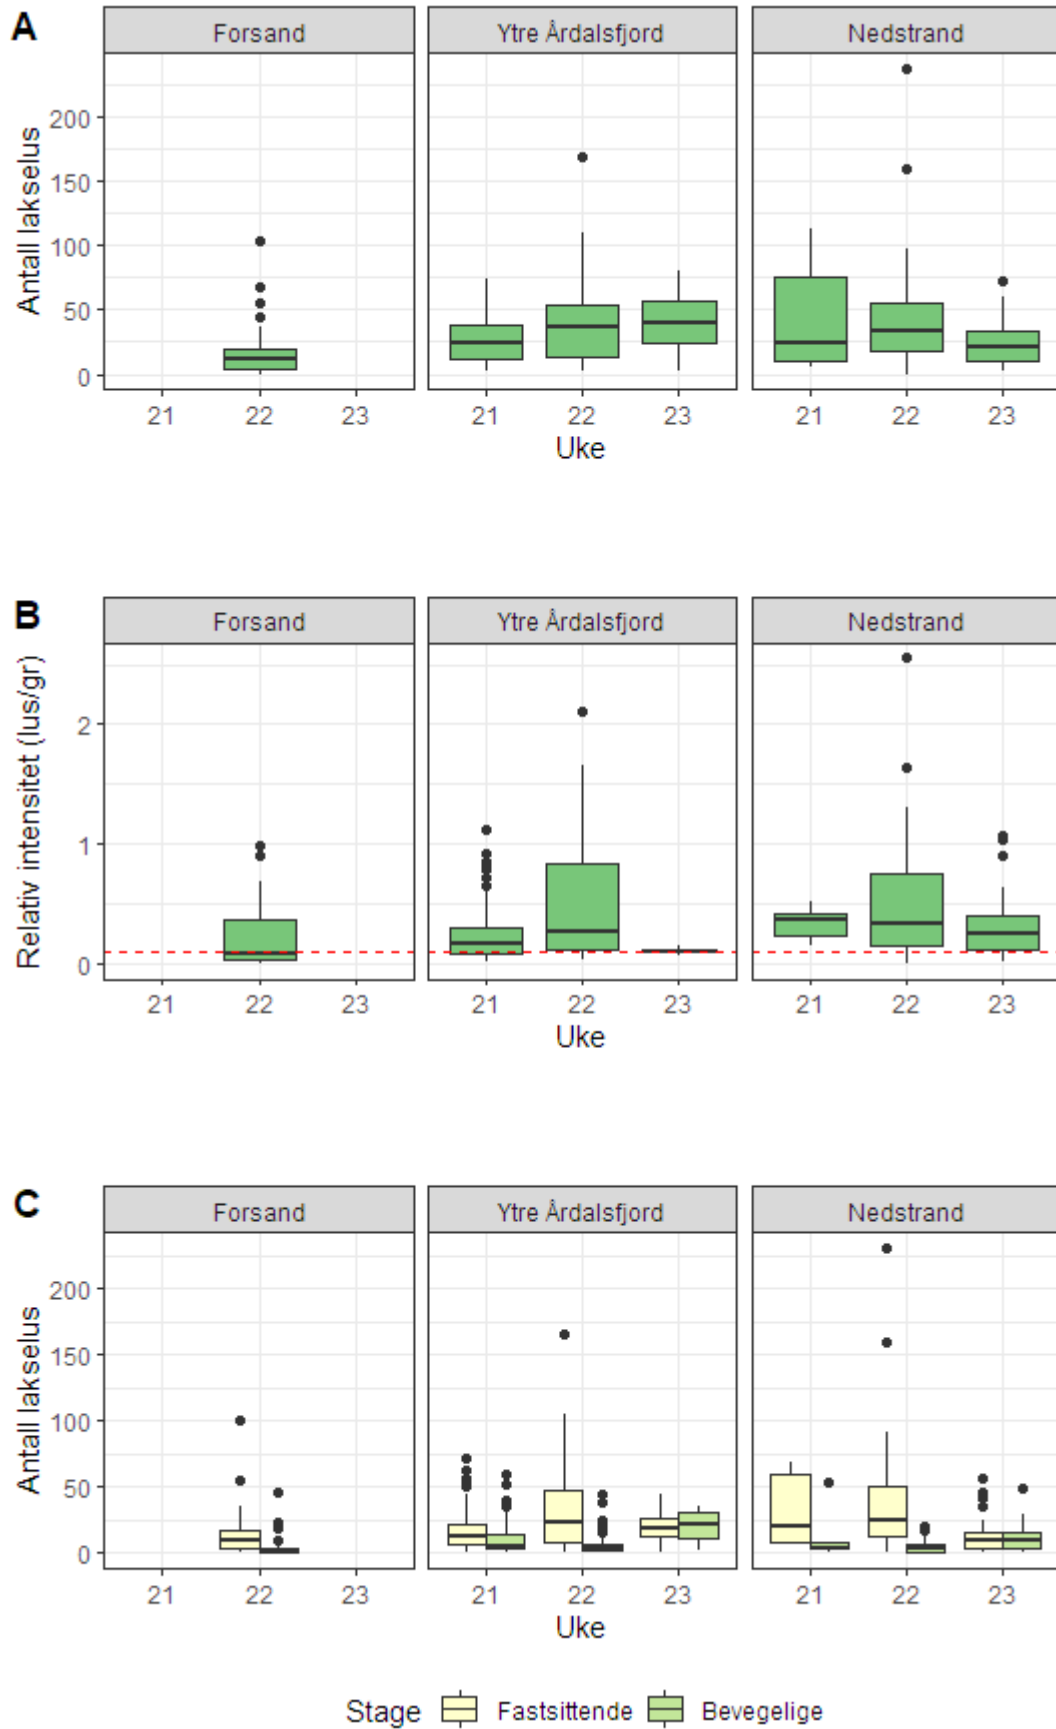 A
Forsand Ytre Årdalsfjord Nedstrand
Antall lakselus
200
150
100
50
0
21 22 23 21 22 23 21 22 23
Uke
B
Forsand Ytre Årdalsfjord Nedstrand
Relativ intensitet (lus/gr)
2
1
0
21 22 23 21 22 23 21 22 23
Uke
C
Forsand Ytre Årdalsfjord Nedstrand
Antall lakselus
200
150
100
50
0
21 22 23 21 22 23 21 22 23
Uke
Stage Fastsittende Bevegelige